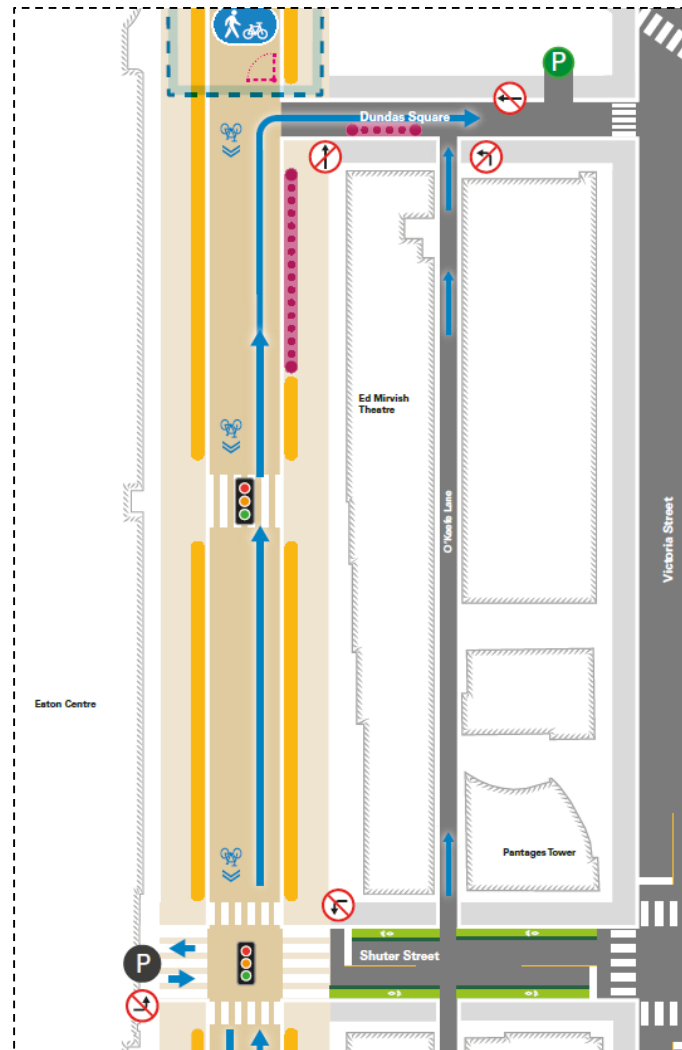 P
Dundas Square
Ed Mirvish
Theatre
O'Keefe Lane
Victoria Street
Eaton Centre
Pantages Tower
P
Shuter Street